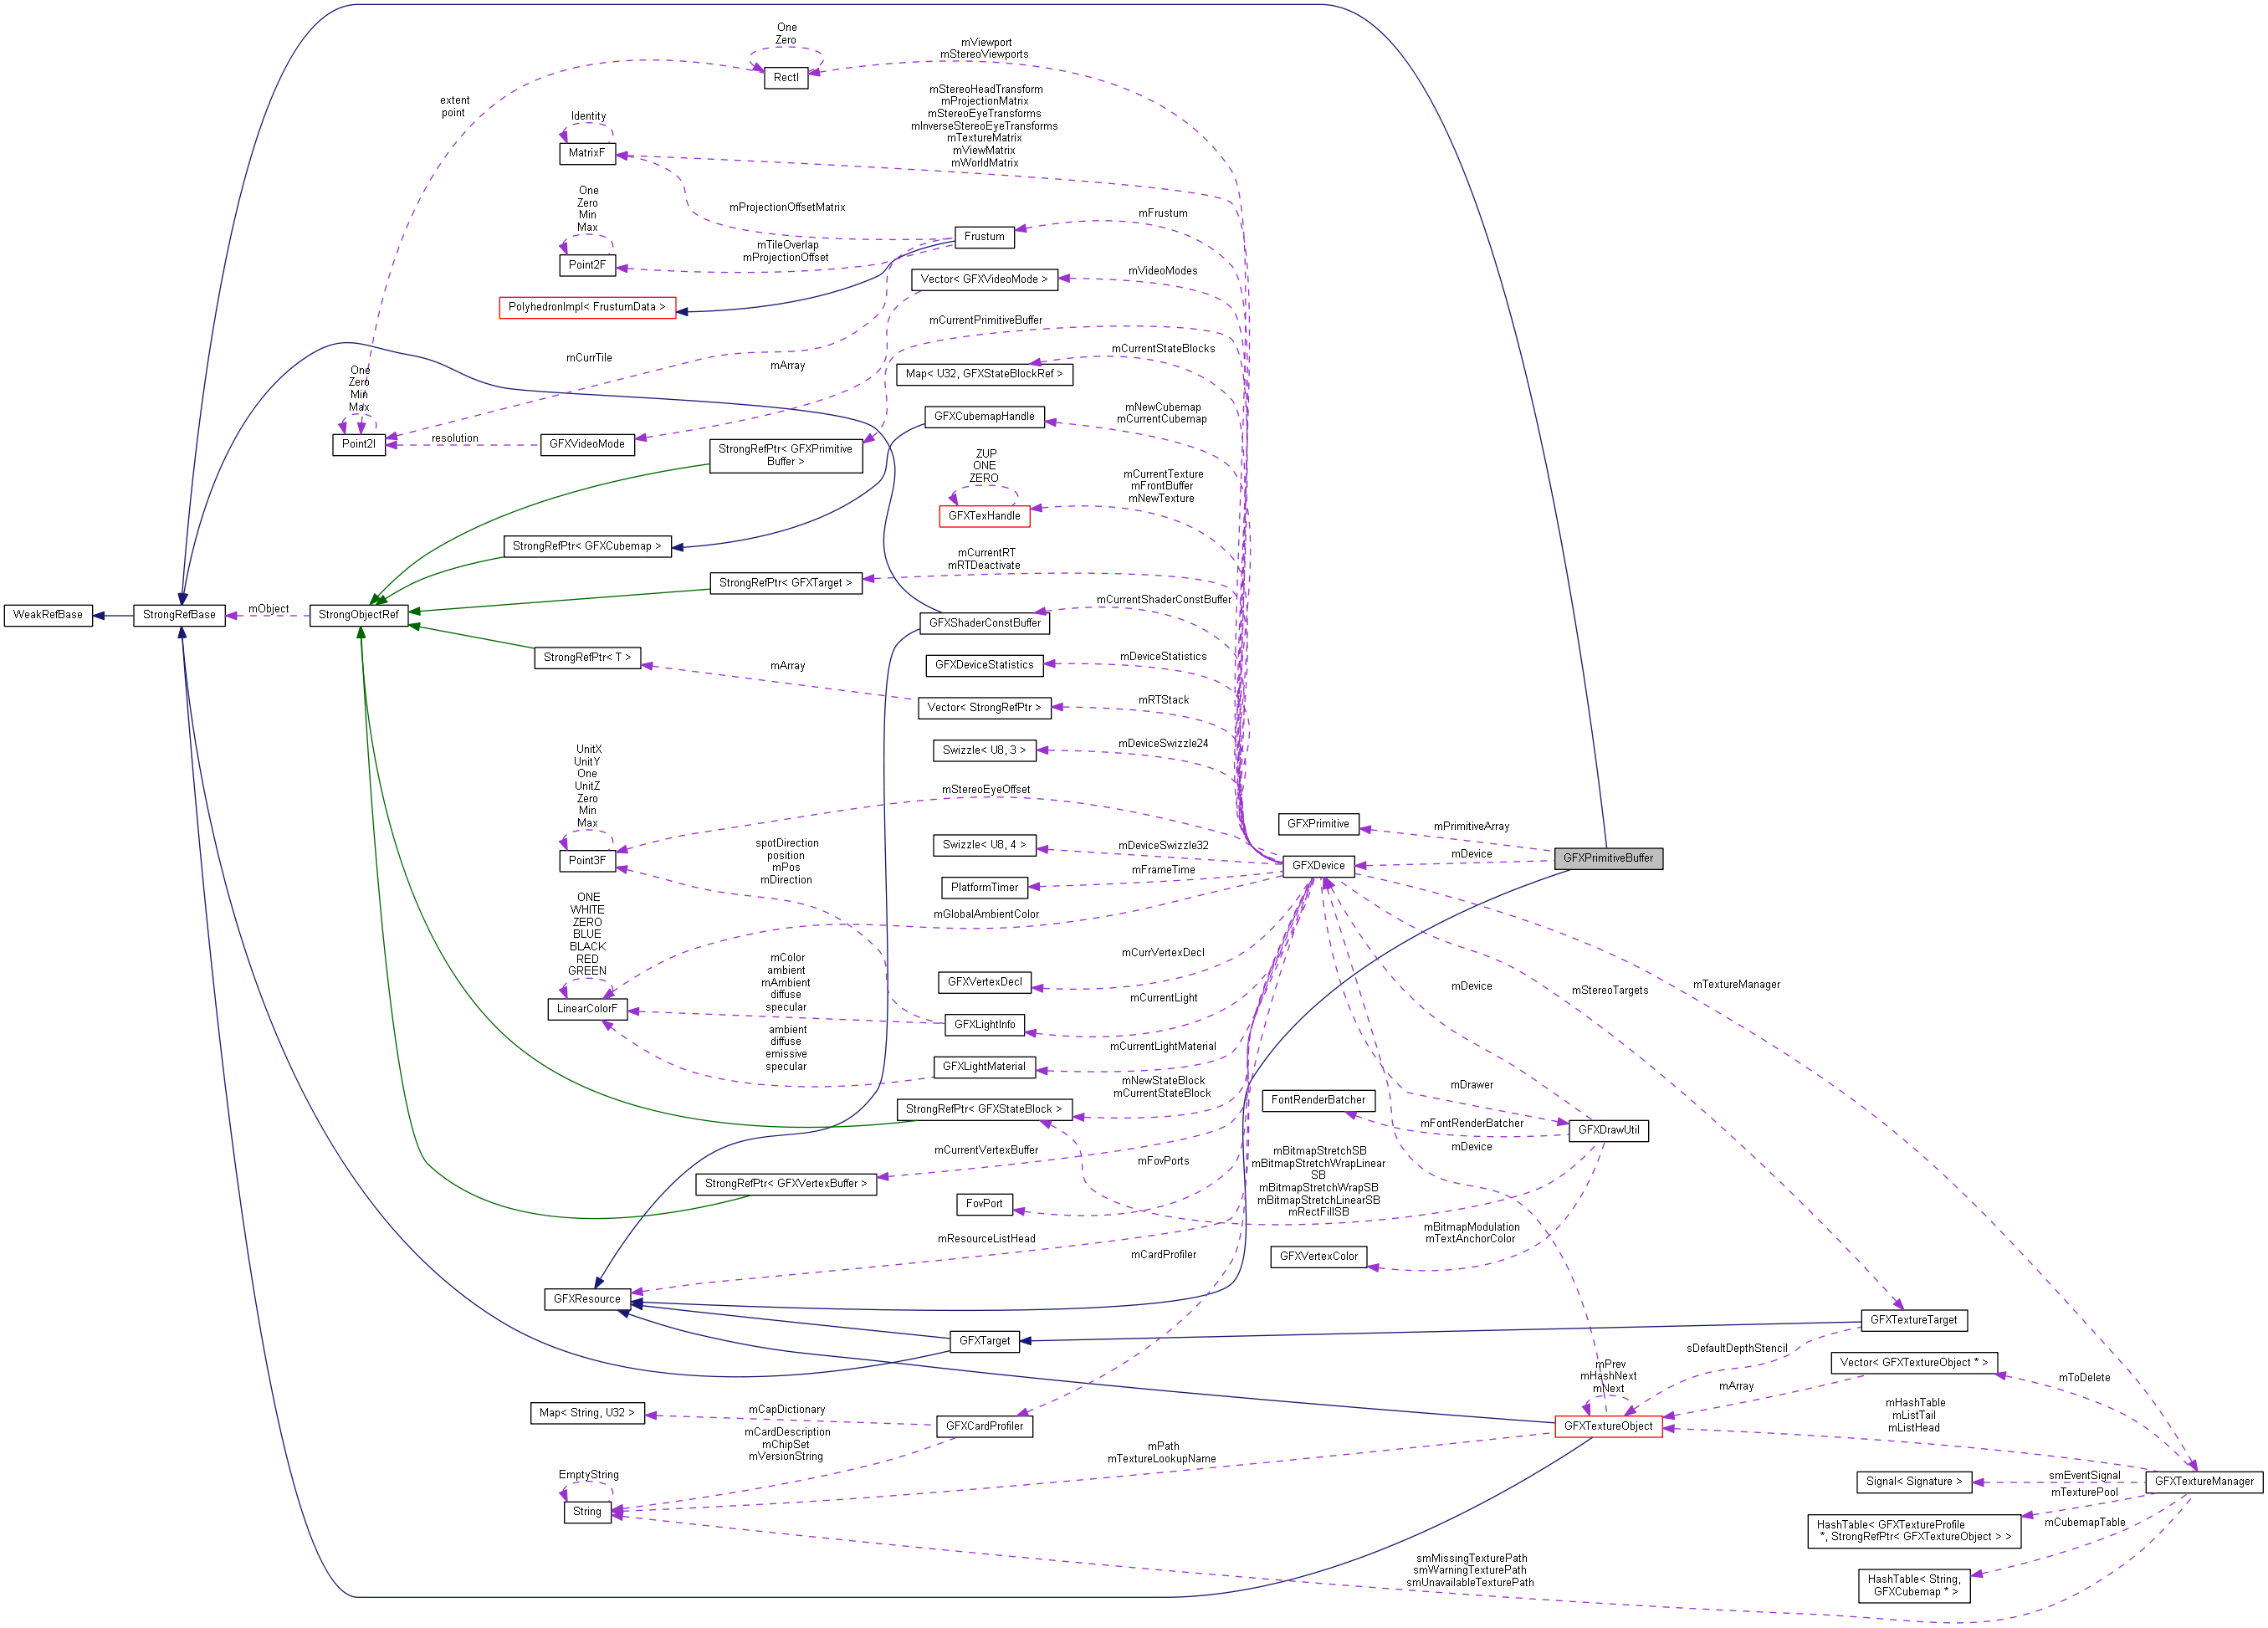 One
Zero
RectI
mViewport
mStereoViewports
extent
point
Identity
MatrixF
mStereoHeadTransform
mProjectionMatrix
mStereoEyeTransforms
mInverseStereoEyeTransforms
mTextureMatrix
mViewMatrix
mWorldMatrix
One
Zero
Min
Max
Point2F
mProjectionOffsetMatrix
mTileOverlap
mProjectionOffset
Frustum
mFrustum
PolyhedronImpl< FrustumData >
Vector< GFXVideoMode >
mVideoModes
mCurrentPrimitiveBuffer
mCurrTile
mArray
Map< U32, GFXStateBlockRef >
mCurrentStateBlocks
One
Zero
Min
Max
Point2I
resolution
GFXVideoMode
GFXCubemapHandle
mNewCubemap
mCurrentCubemap
StrongRefPtr< GFXPrimitive
Buffer >
ZUP
ONE
ZERO
GFXTexHandle
mCurrentTexture
mFrontBuffer
mNewTexture
StrongRefPtr< GFXCubemap >
StrongRefPtr< GFXTarget >
mCurrentRT
mRTDeactivate
WeakRefBase
StrongRefBase
mObject
StrongObjectRef
GFXShaderConstBuffer
mCurrentShaderConstBuffer
StrongRefPtr< T >
mArray
GFXDeviceStatistics
mDeviceStatistics
Vector< StrongRefPtr >
mRTStack
Swizzle< U8, 3 >
mDeviceSwizzle24
UnitX
UnitY
One
UnitZ
Zero
Min
Max
Point3F
mStereoEyeOffset
spotDirection
position
mPos
mDirection
Swizzle< U8, 4 >
mDeviceSwizzle32
GFXPrimitive
mPrimitiveArray
GFXDevice
mDevice
GFXPrimitiveBuffer
PlatformTimer
mFrameTime
mGlobalAmbientColor
ONE
WHITE
ZERO
BLUE
BLACK
RED
GREEN
LinearColorF
mColor
ambient
mAmbient
diffuse
specular
ambient
diffuse
emissive
specular
GFXVertexDecl
mCurrVertexDecl
GFXLightInfo
mCurrentLight
GFXLightMaterial
mCurrentLightMaterial
mDevice
mStereoTargets
mTextureManager
StrongRefPtr< GFXStateBlock >
mNewStateBlock
mCurrentStateBlock
FontRenderBatcher
mDrawer
mFontRenderBatcher
mDevice
GFXDrawUtil
StrongRefPtr< GFXVertexBuffer >
mCurrentVertexBuffer
mFovPorts
FovPort
mBitmapStretchSB
mBitmapStretchWrapLinear
SB
mBitmapStretchWrapSB
mBitmapStretchLinearSB
mRectFillSB
mResourceListHead
mCardProfiler
GFXVertexColor
mBitmapModulation
mTextAnchorColor
GFXResource
GFXTarget
GFXTextureTarget
sDefaultDepthStencil
Vector< GFXTextureObject * >
mToDelete
mArray
mPrev
mHashNext
mNext
GFXTextureObject
mHashTable
mListTail
mListHead
Map< String, U32 >
mCapDictionary
GFXCardProfiler
mCardDescription
mChipSet
mVersionString
mPath
mTextureLookupName
EmptyString
String
Signal< Signature >
smEventSignal
GFXTextureManager
mTexturePool
HashTable< GFXTextureProfile
*, StrongRefPtr< GFXTextureObject > >
mCubemapTable
HashTable< String,
GFXCubemap * >
smMissingTexturePath
smWarningTexturePath
smUnavailableTexturePath